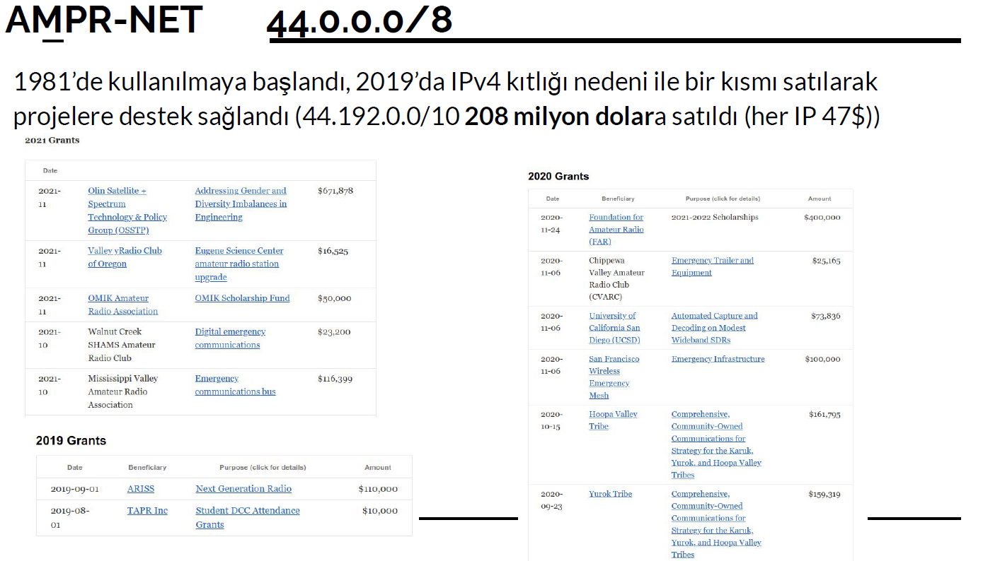 AMPR-NET 44.0.0.0/8
1981’de kullanılmaya başlandı, 2019’da IPv4 kıtlığı nedeni ile bir kısmı satılarak
projelere destek sağlandı (44.192.0.0/10 208 milyon dolara satıldı (her IP 47$))
2021 Grants
Date
2021-11 Olin Satellite + Spectrum Technology & Policy Group (OSSTP) Addressing Gender and Diversity Imbalances in Engineering $671,878
2021-11 Valley yRadio Club of Oregon Eugene Science Center amateur radio station upgrade $16,525
2021-11 OMIK Amateur Radio Association OMIK Scholarship Fund $50,000
2021-10 Walnut Creek SHAMS Amateur Radio Club Digital emergency communications $23,200
2021-10 Mississippi Valley Amateur Radio Association Emergency communications bus $116,399
2019 Grants
Date Beneficiary Purpose (click for details) Amount
2019-09-01 ARISS Next Generation Radio $110,000
2019-08-01 TAPR Inc Student DCC Attendance Grants $10,000
2020 Grants
Date Beneficiary Purpose (click for details) Amount
2020-11-24 Foundation for Amateur Radio (FAR) 2021-2022 Scholarships $400,000
2020-11-06 Chippewa Valley Amateur Radio Club (CVARC) Emergency Trailer and Equipment $25,165
2020-11-06 University of California San Diego (UCSD) Automated Capture and Decoding on Modest Wideband SDRs $73,836
2020-11-06 San Francisco Wireless Emergency Mesh Emergency Infrastructure $100,000
2020-10-15 Hoopa Valley Tribe Comprehensive, Community-Owned Communications for Strategy for the Karuk, Yurok, and Hoopa Valley Tribes $161,795
2020-09-23 Yurok Tribe Comprehensive, Community-Owned Communications for Strategy for the Karuk, Yurok, and Hoopa Valley Tribes $159,319